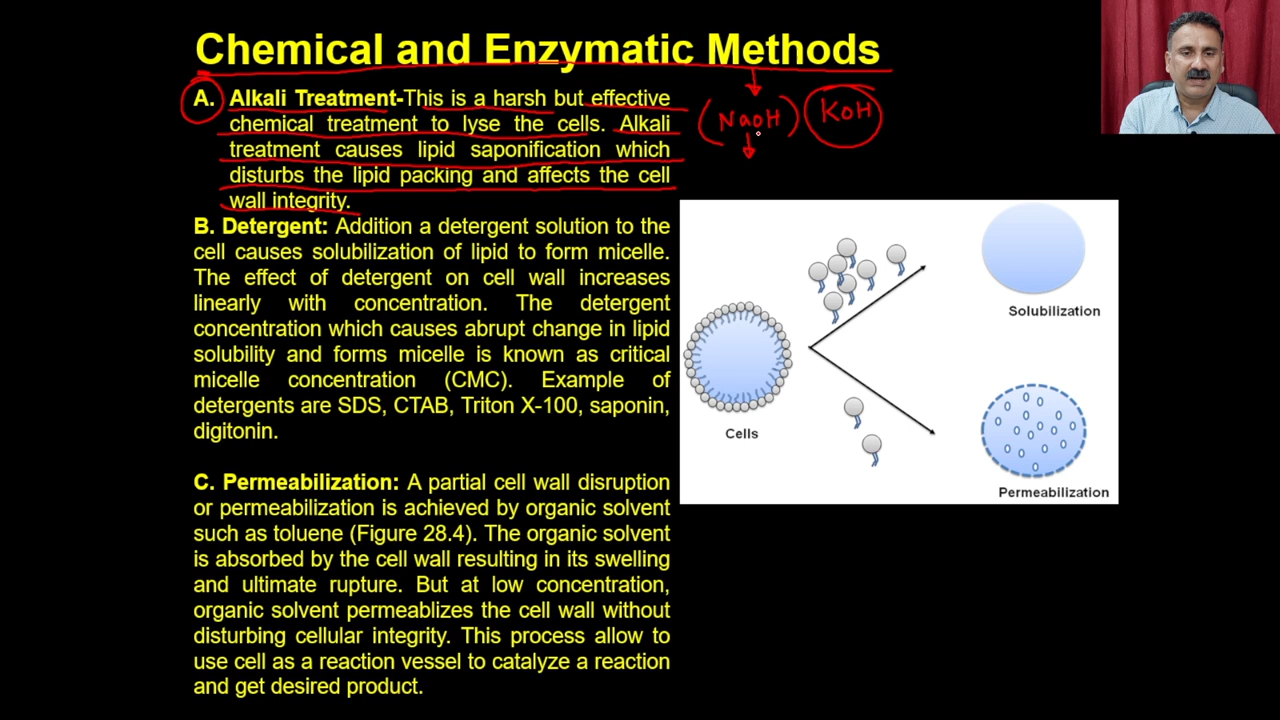 Chemical and Enzymatic Methods
A. Alkali Treatment-This is a harsh but effective
chemical treatment to lyse the cells. Alkali
treatment causes lipid saponification which
disturbs the lipid packing and affects the cell
wall integrity.
(NaOH) KOH
B. Detergent: Addition a detergent solution to the
cell causes solubilization of lipid to form micelle.
The effect of detergent on cell wall increases
linearly with concentration. The detergent
concentration which causes abrupt change in lipid
solubility and forms micelle is known as critical
micelle concentration (CMC). Example of
detergents are SDS, CTAB, Triton X-100, saponin,
digitonin.
C. Permeabilization: A partial cell wall disruption
or permeabilization is achieved by organic solvent
such as toluene (Figure 28.4). The organic solvent
is absorbed by the cell wall resulting in its swelling
and ultimate rupture. But at low concentration,
organic solvent permeablizes the cell wall without
disturbing cellular integrity. This process allow to
use cell as a reaction vessel to catalyze a reaction
and get desired product.
Solubilization
Cells
Permeabilization